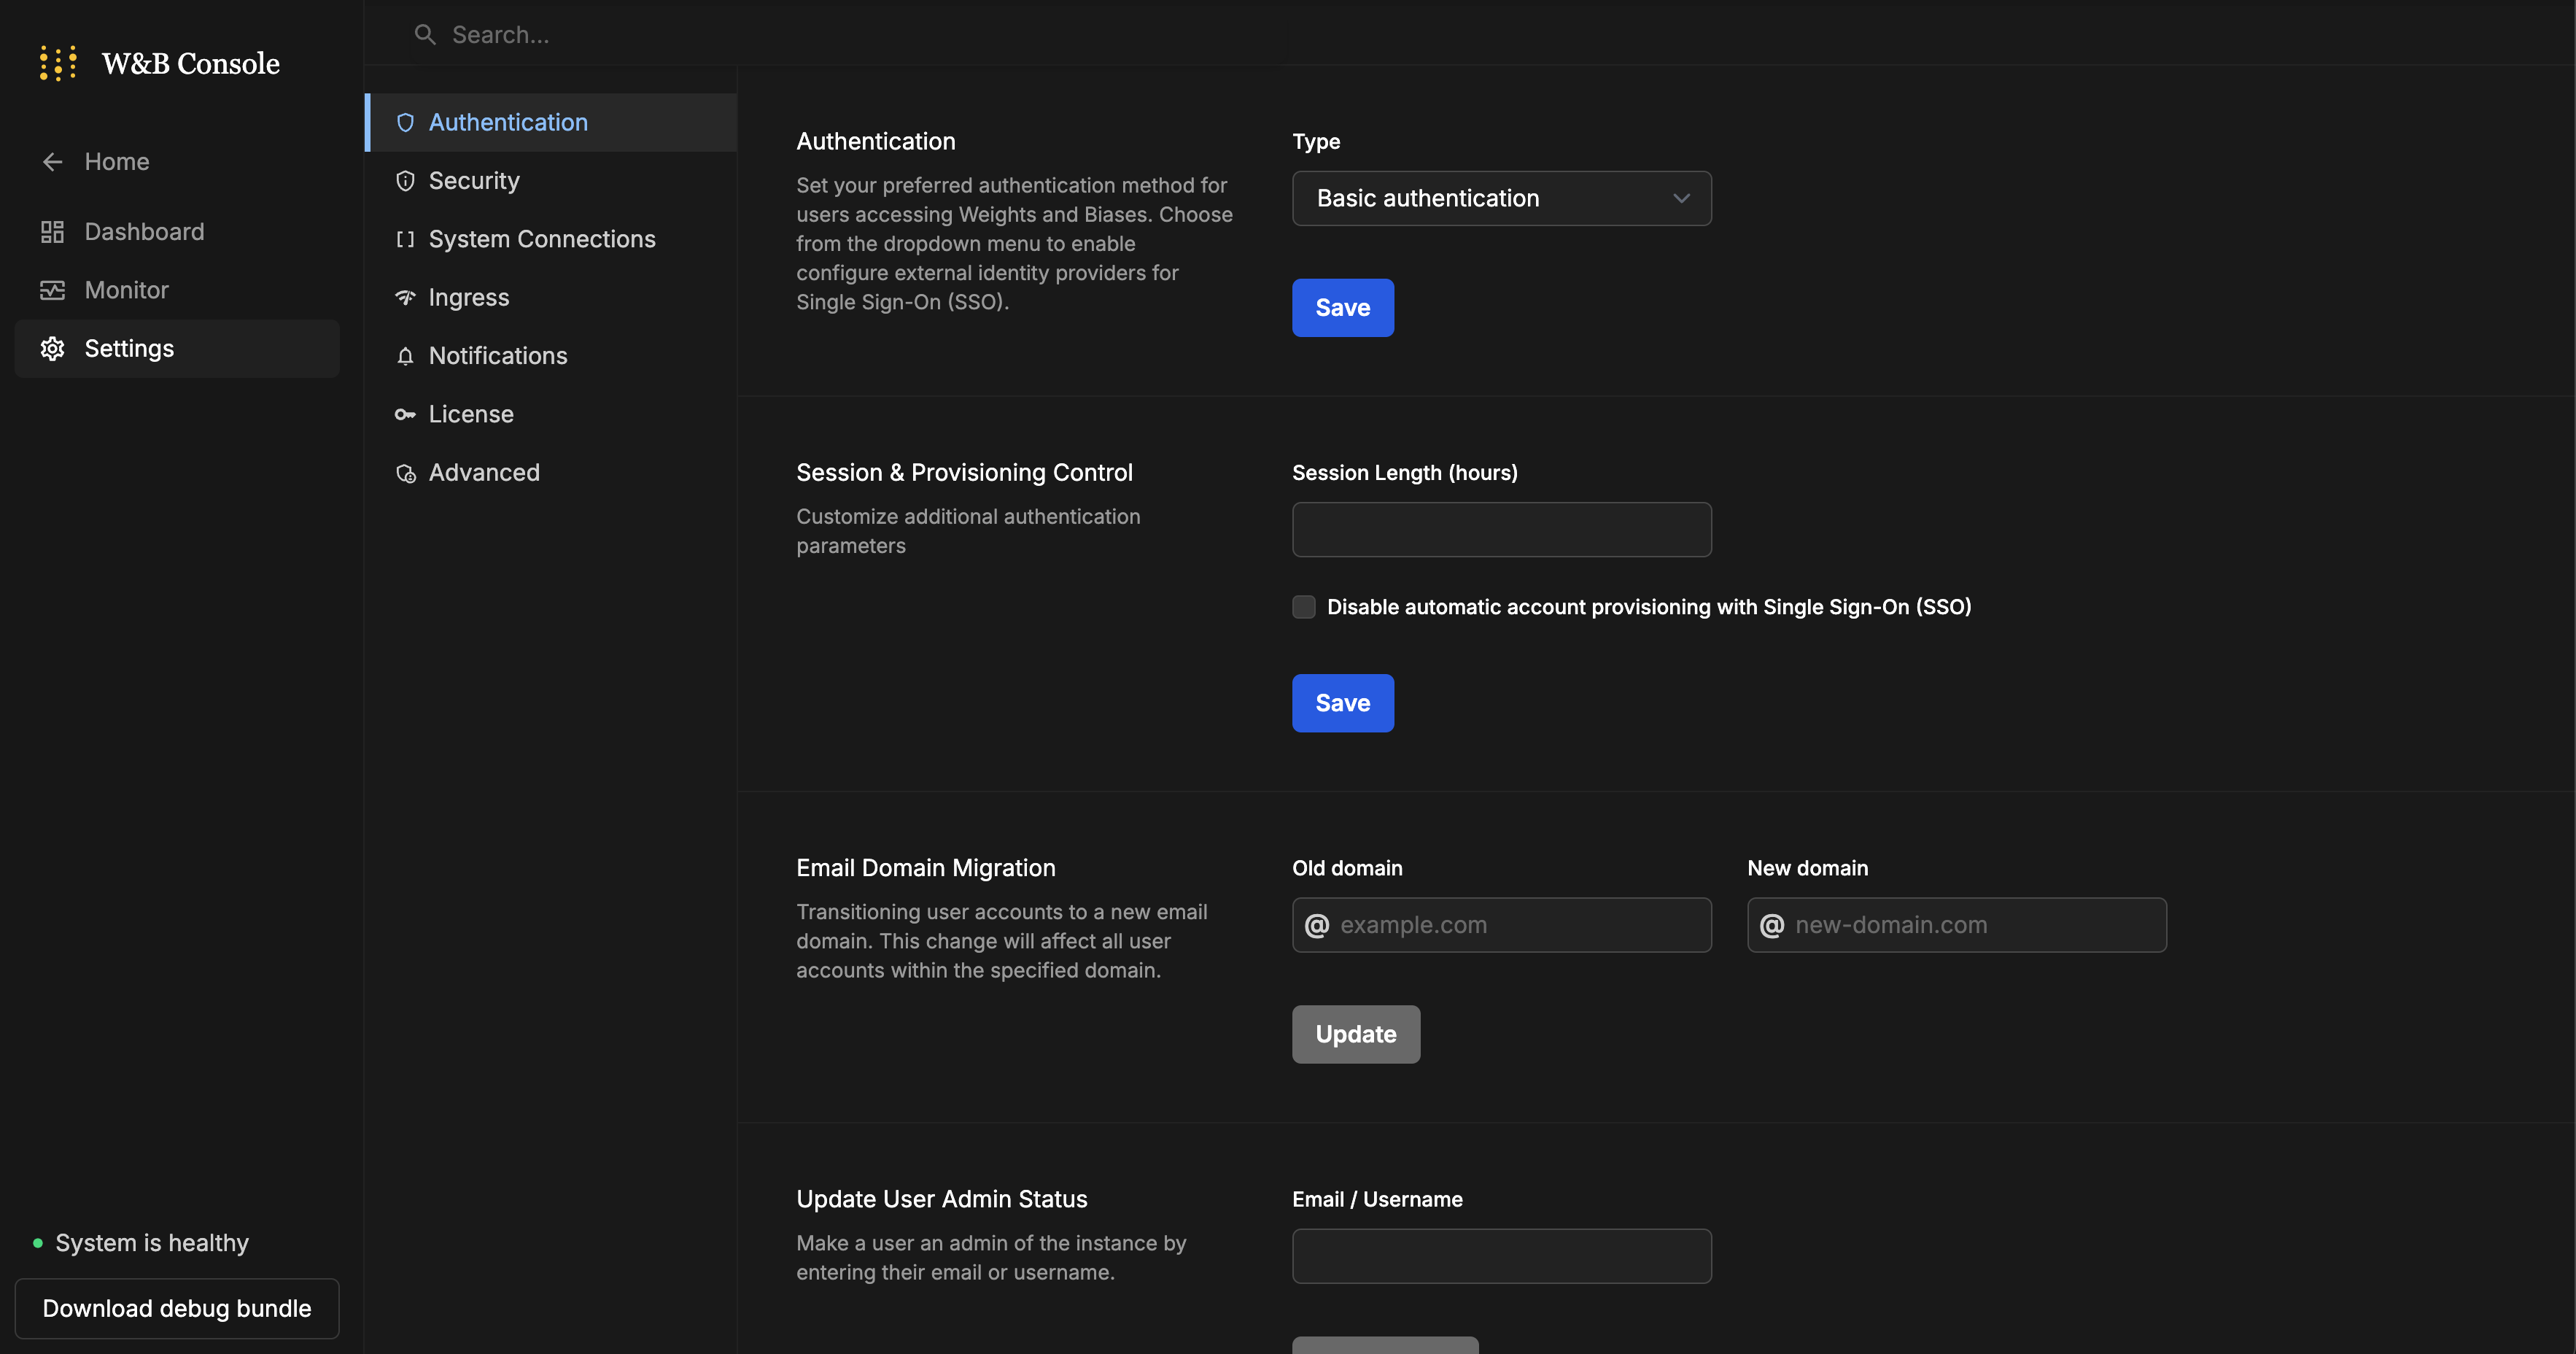 W&B Console
Home
Dashboard
Monitor
Settings
System is healthy
Download debug bundle
Search...
Authentication
Security
System Connections
Ingress
Notifications
License
Advanced
Authentication
Set your preferred authentication method for
users accessing Weights and Biases. Choose
from the dropdown menu to enable
configure external identity providers for
Single Sign-On (SSO).
Type
Basic authentication
Save
Session & Provisioning Control
Customize additional authentication
parameters
Session Length (hours)
Disable automatic account provisioning with Single Sign-On (SSO)
Save
Email Domain Migration
Transitioning user accounts to a new email
domain. This change will affect all user
accounts within the specified domain.
Old domain
@ example.com
New domain
@ new-domain.com
Update
Update User Admin Status
Make a user an admin of the instance by
entering their email or username.
Email / Username